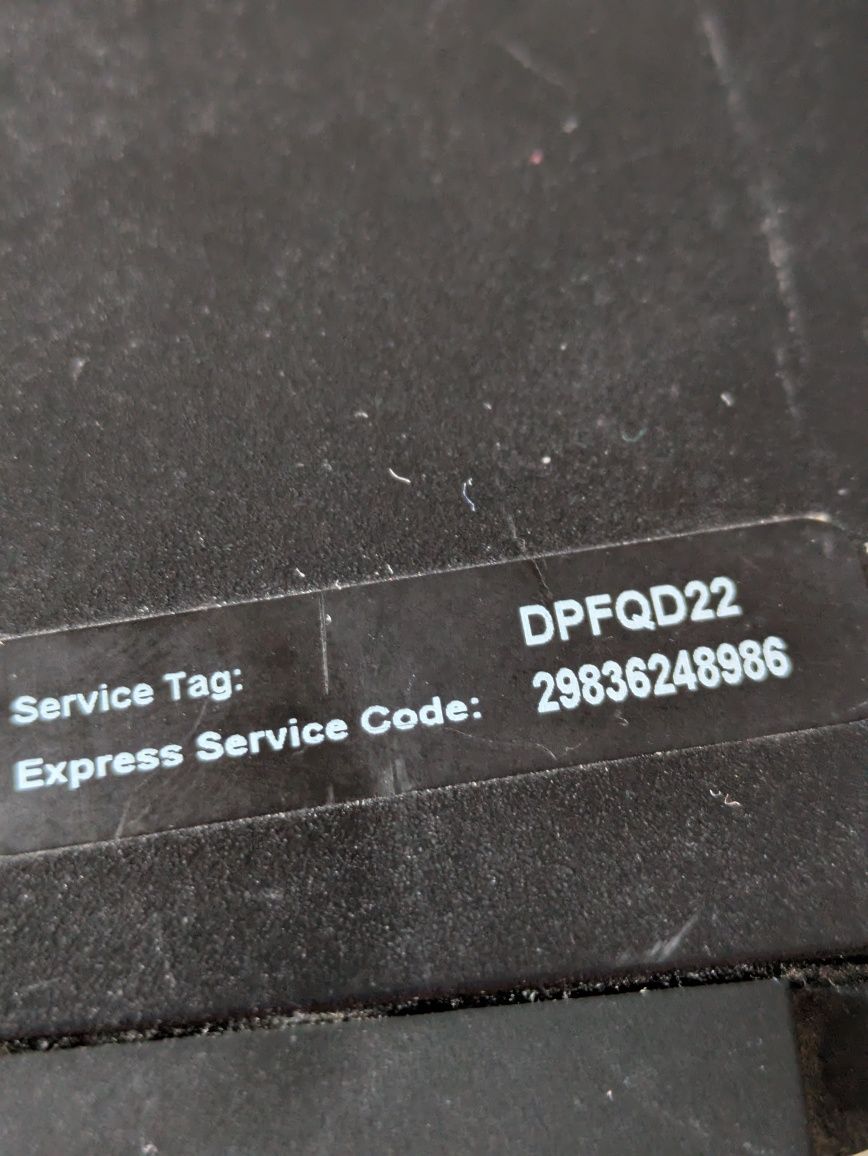 Service Tag: DPFQD22
Express Service Code: 29836248986